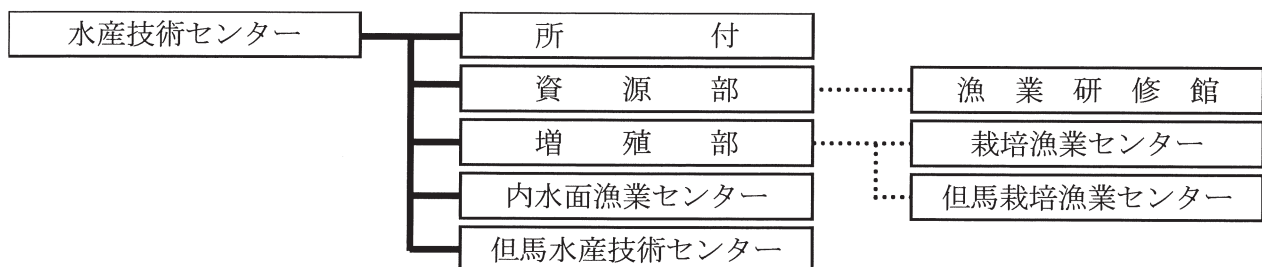 水産技術センター
所付
資源部
漁業研修館
増殖部
栽培漁業センター
内水面漁業センター
但馬栽培漁業センター
但馬水産技術センター